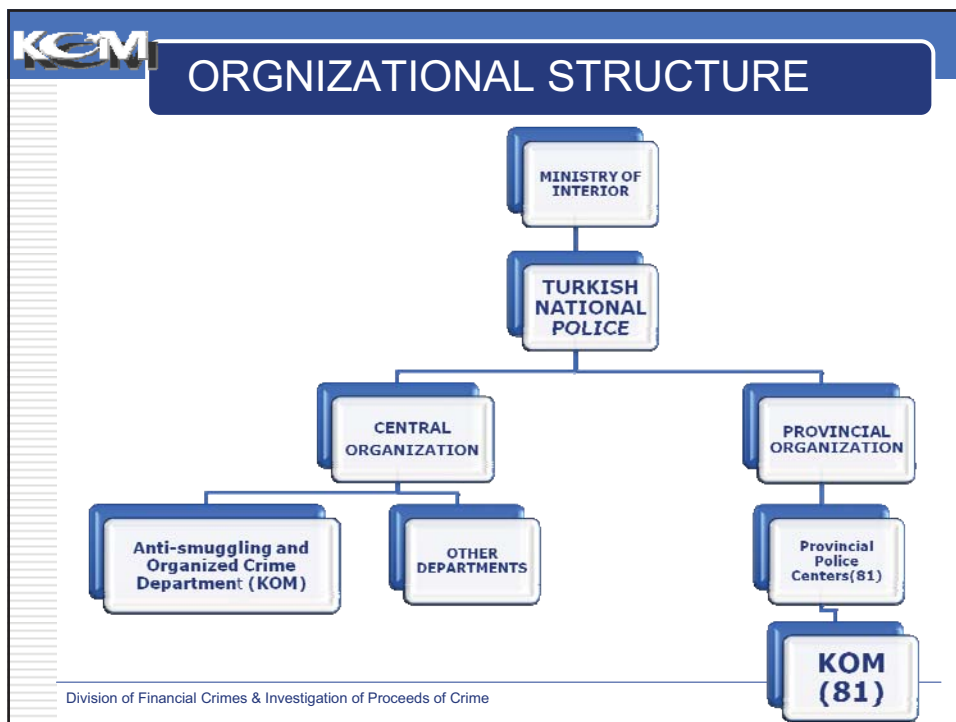 KOM
ORGNIZATIONAL STRUCTURE
MINISTRY OF
INTERIOR
TURKISH
NATIONAL
POLICE
CENTRAL
ORGANIZATION
PROVINCIAL
ORGANIZATION
Anti-smuggling and
Organized Crime
Department (KOM)
OTHER
DEPARTMENTS
Provincial
Police
Centers(81)
KOM
(81)
Division of Financial Crimes & Investigation of Proceeds of Crime